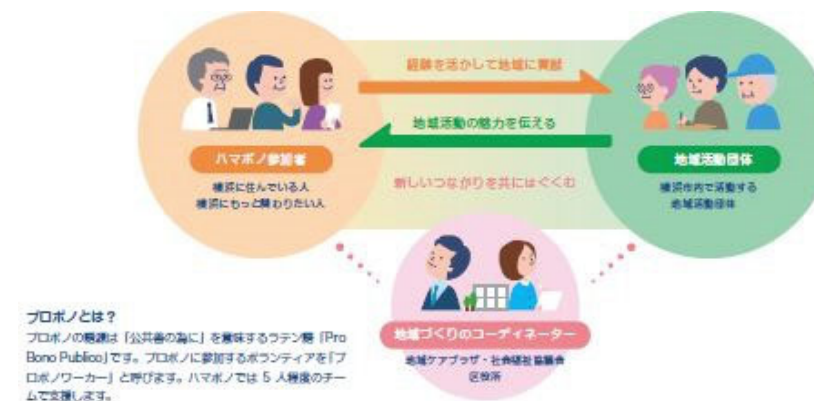 経験を活かして地域に貢献
地域活動の魅力を伝える
ハマボノ参加者
地域活動団体
横浜に住んでいる人
横浜にもっと関わりたい人
新しいつながりを共にはぐくむ
横浜市内で活動する
地域活動団体
地域づくりのコーディネーター
地域ケアプラザ・社会福祉協議会
区役所
プロボノとは？
プロボノの語源は「公共善の為に」を意味するラテン語「Pro
Bono Publico」です。プロボノに参加するボランティアを「プ
ロボノワーカー」と呼びます。ハマボノでは 5 人程度のチー
ムで支援します。